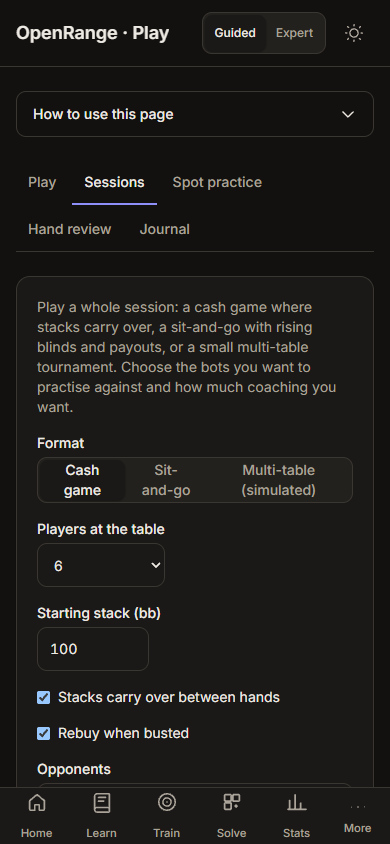 OpenRange · Play
Guided
Expert
How to use this page
Play
Sessions
Spot practice
Hand review
Journal
Play a whole session: a cash game where
stacks carry over, a sit-and-go with rising
blinds and payouts, or a small multi-table
tournament. Choose the bots you want to
practise against and how much coaching you
want.
Format
Cash
game
Sit-
and-go
Multi-table
(simulated)
Players at the table
6
Starting stack (bb)
100
Stacks carry over between hands
Rebuy when busted
Opponents
Home
Learn
Train
Solve
Stats
More